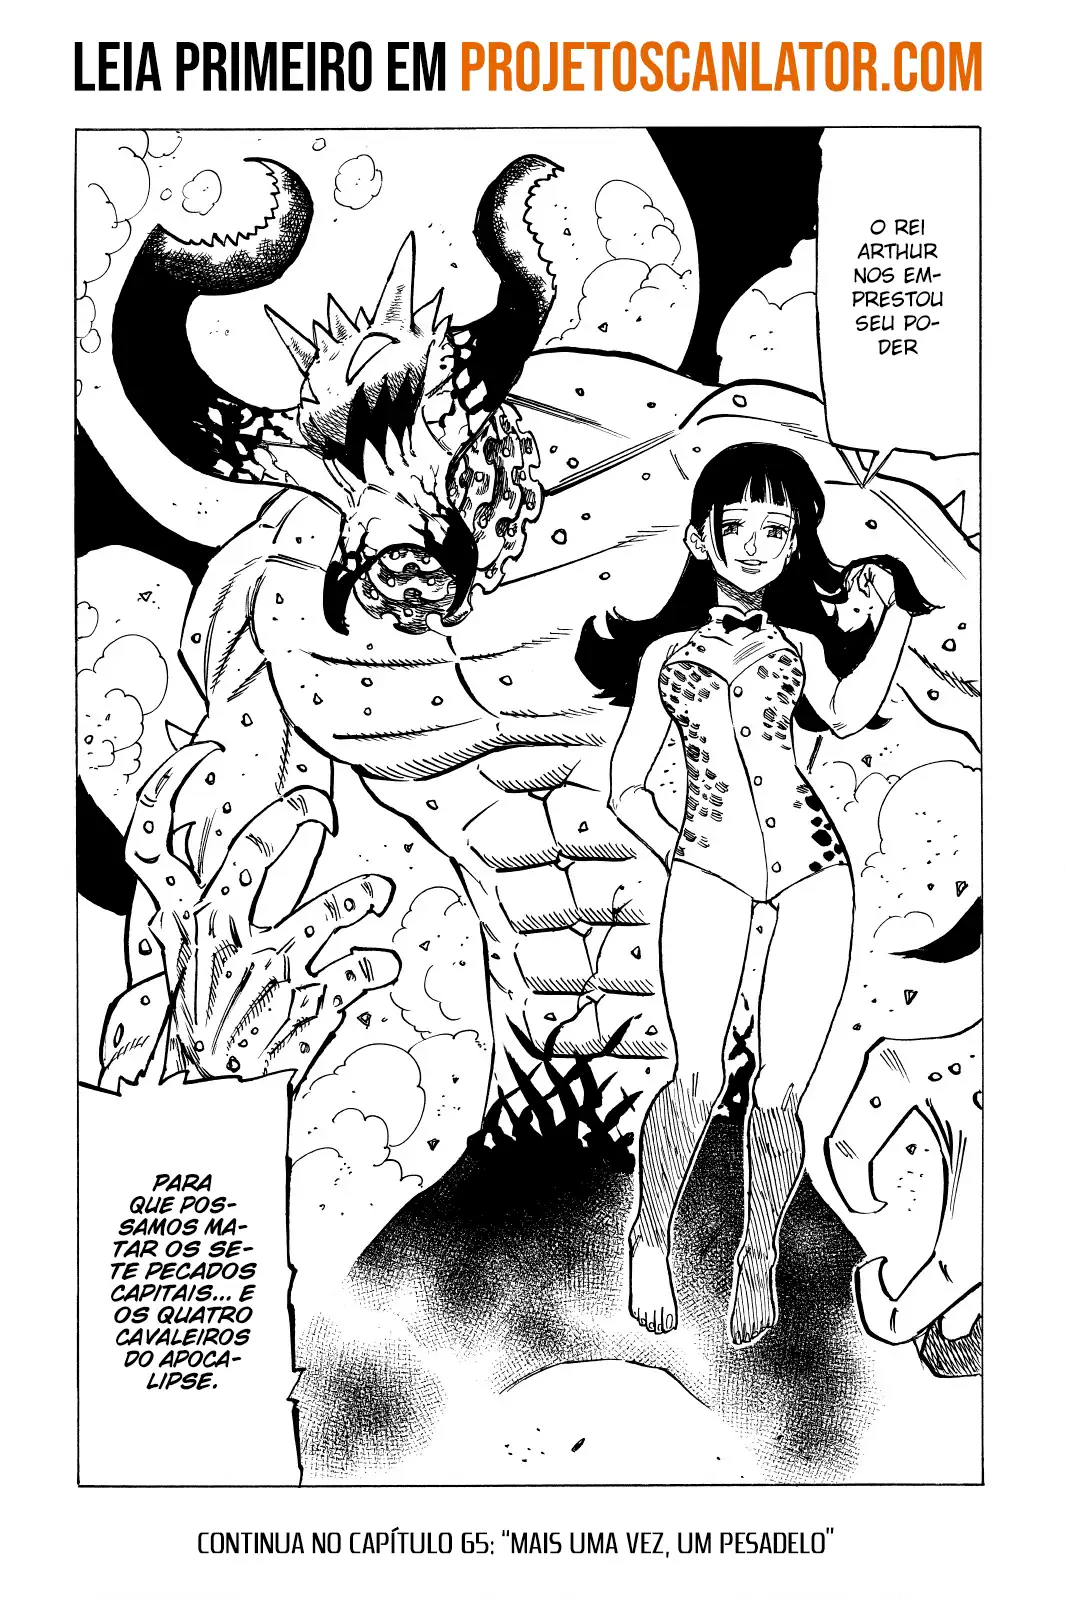 LEIA PRIMEIRO EM PROJETOSCANLATOR.COM
O REI
ARTHUR
NOS EM-
PRESTOU
SEU PO-
DER
PARA
QUE POS-
SAMOS MA-
TAR OS SE-
TE PECADOS
CAPITAIS... E
OS QUATRO
CAVALEIROS
DO APOCA-
LIPSE.
CONTINUA NO CAPÍTULO 65: “MAIS UMA VEZ, UM PESADELO”